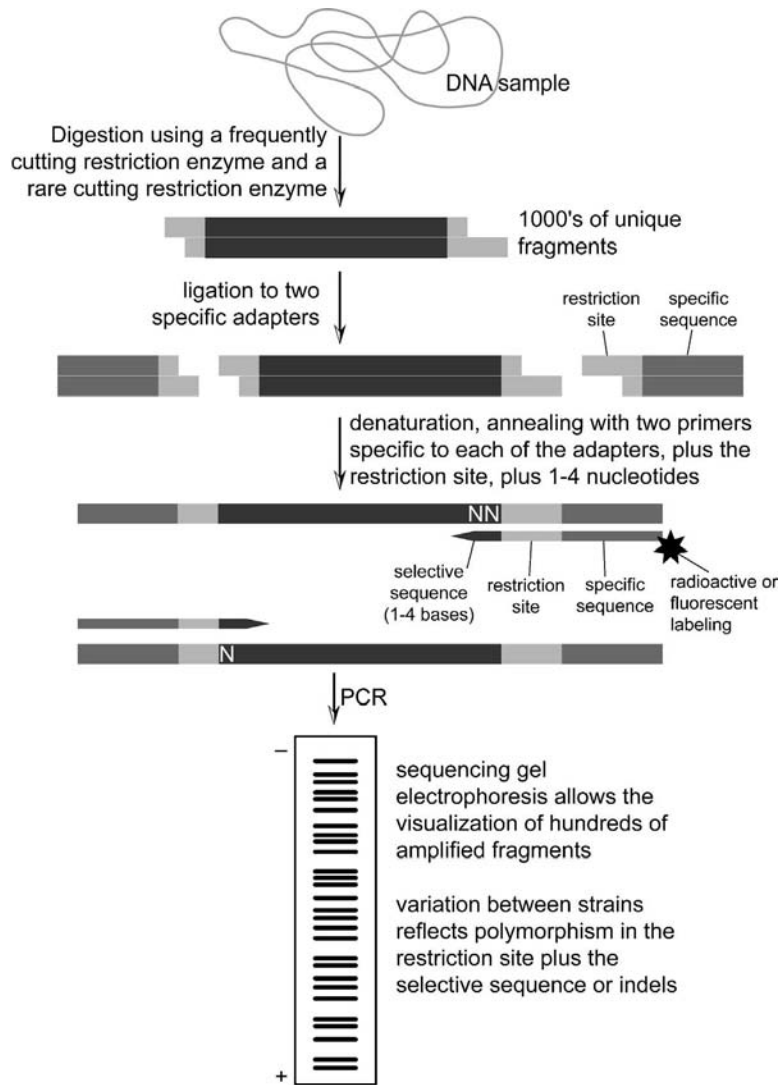 DNA sample
Digestion using a frequently
cutting restriction enzyme and a
rare cutting restriction enzyme
1000's of unique
fragments
ligation to two
specific adapters
restriction
site
specific
sequence
denaturation, annealing with two primers
specific to each of the adapters, plus the
restriction site, plus 1-4 nucleotides
NN
selective
sequence
(1-4 bases)
restriction
site
specific
sequence
radioactive or
fluorescent
labeling
N
PCR
–
sequencing gel
electrophoresis allows the
visualization of hundreds of
amplified fragments
variation between strains
reflects polymorphism in the
restriction site plus the
selective sequence or indels
+